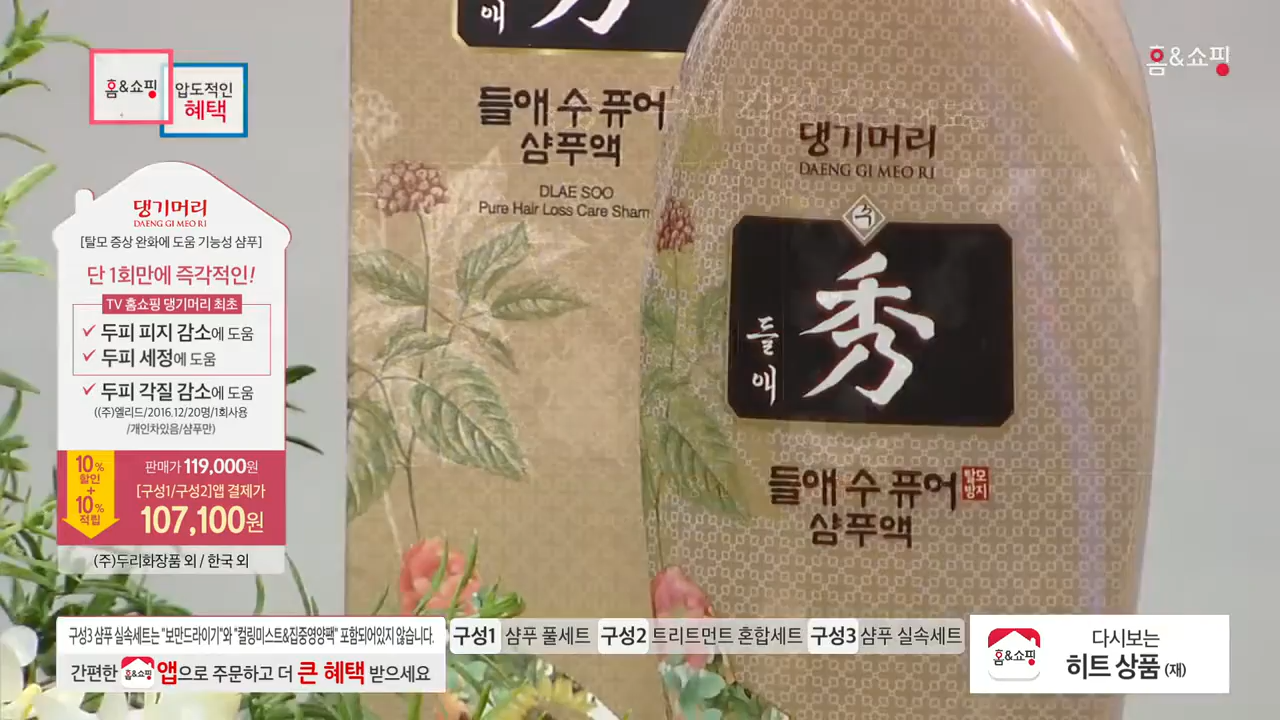 홈&쇼핑
압도적인
혜택
댕기머리
DAENG GI MEO RI
[탈모 증상 완화에 도움 기능성 샴푸]
단 1회만에 즉각적인!
TV 홈쇼핑 댕기머리 최초
두피 피지 감소에 도움
두피 세정에 도움
두피 각질 감소에 도움
((주)엘리드/2016.12/20명/1회사용
/개인차있음/샴푸만)
10%
할인
+
10%
적립
판매가 119,000원
[구성1/구성2]앱 결제가
107,100원
(주)두리화장품 외 / 한국 외
애
秀
들애 수 퓨어
샴푸액
DLAE SOO
Pure Hair Loss Care Sham
댕기머리
DAENG GI MEO RI
수
들애
秀
들애 수 퓨어
탈모
방지
샴푸액
홈&쇼핑
구성3 샴푸 실속세트는 "보만드라이기"와 "컬링미스트&집중영양팩" 포함되어있지 않습니다.
간편한 홈&쇼핑 앱으로 주문하고 더 큰 혜택 받으세요
구성1 샴푸 풀세트 구성2 트리트먼트 혼합세트 구성3 샴푸 실속세트
홈&쇼핑
다시보는
히트 상품 (재)